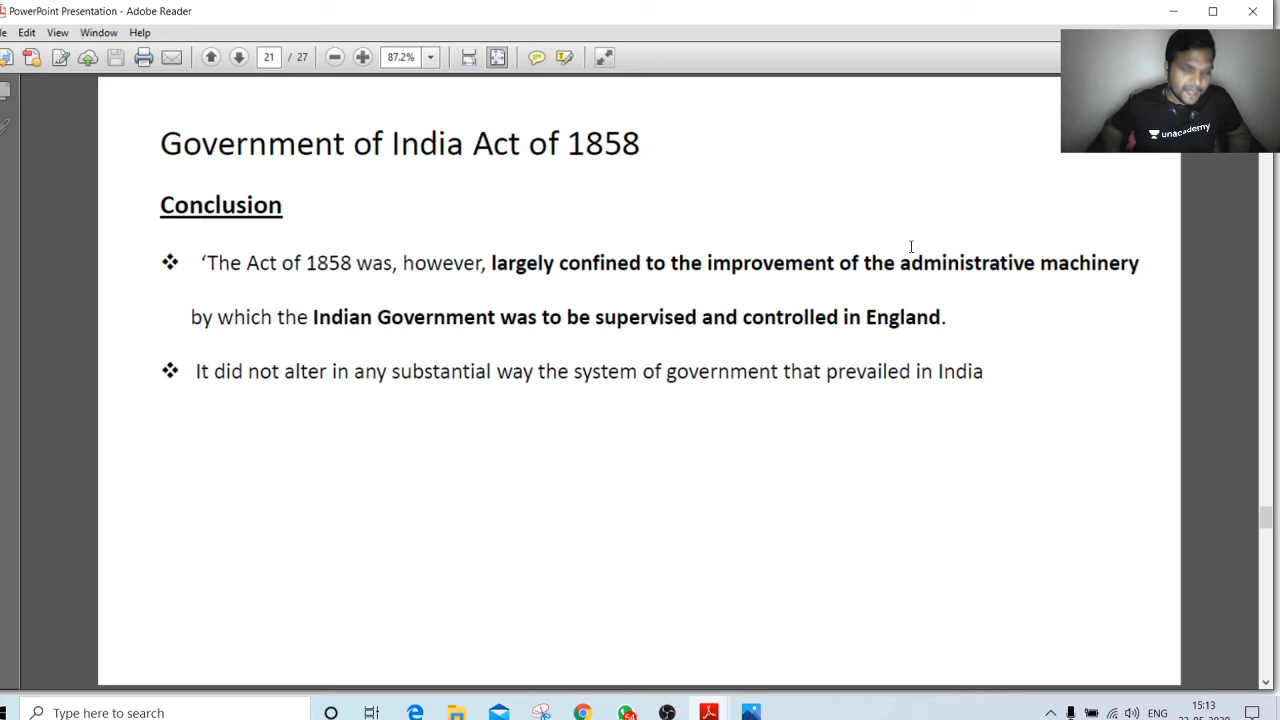 PowerPoint Presentation - Adobe Reader
Edit View Window Help
21 / 27 87.2%
unacademy
Government of India Act of 1858
Conclusion
❖ ‘The Act of 1858 was, however, largely confined to the improvement of the administrative machinery
by which the Indian Government was to be supervised and controlled in England.
❖ It did not alter in any substantial way the system of government that prevailed in India
Type here to search
54
ENG
15:13